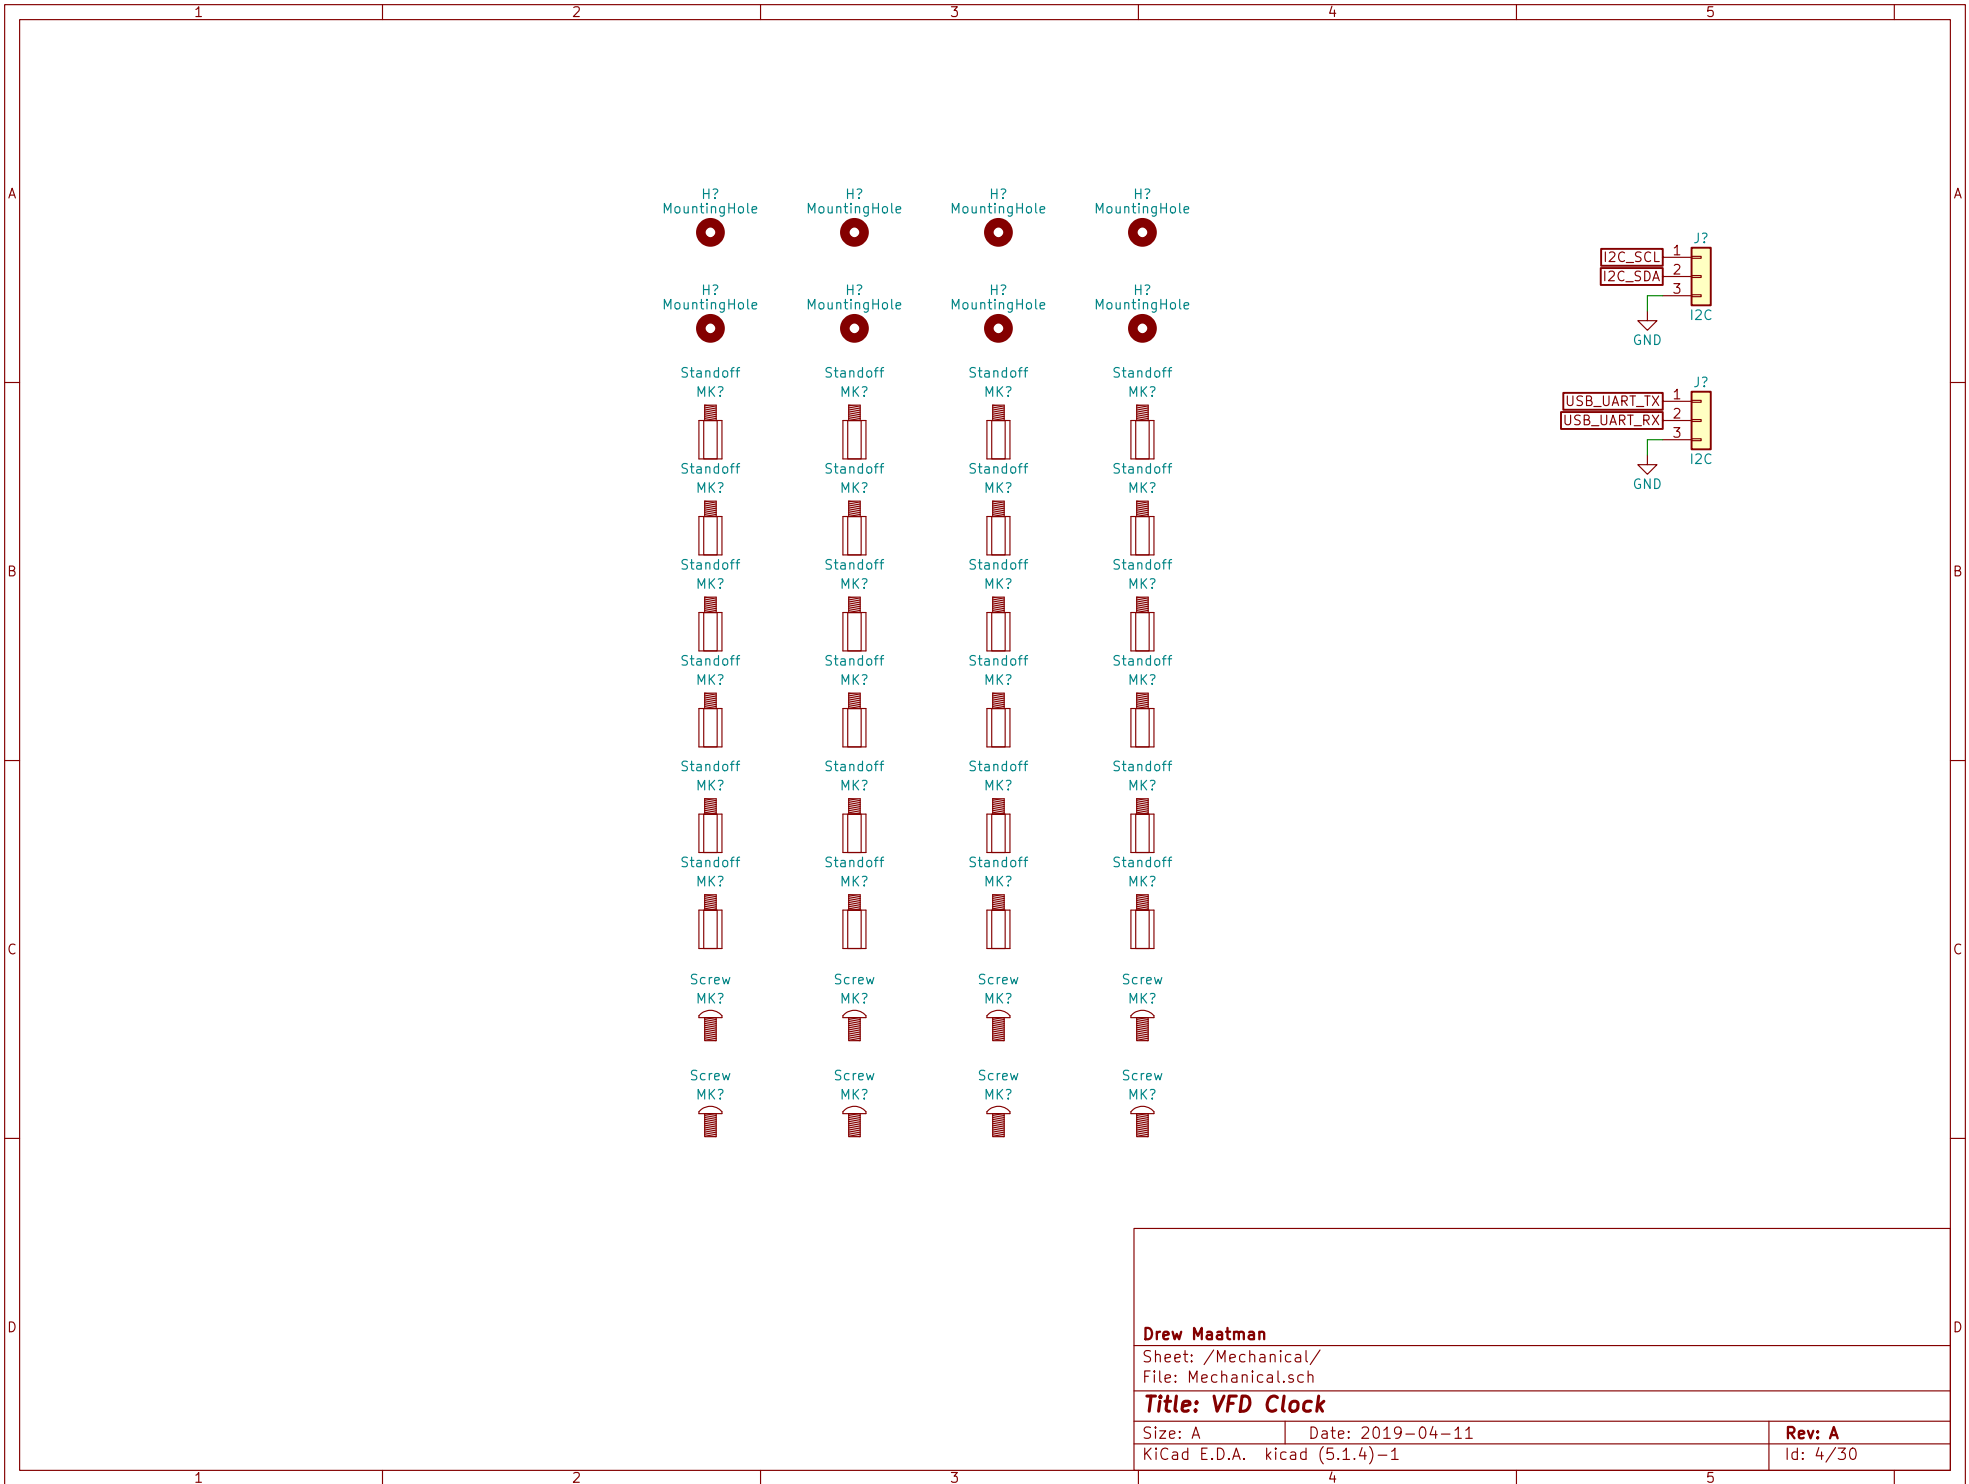 1 2 3 4 5
A A
H? H? H? H?
MountingHole MountingHole MountingHole MountingHole
J?
I2C_SCL 1
I2C_SDA 2
3
H? H? H? H?
MountingHole MountingHole MountingHole MountingHole
I2C
GND
Standoff Standoff Standoff Standoff
J?
MK? MK? MK? MK?
USB_UART_TX 1
USB_UART_RX 2
3
I2C
Standoff Standoff Standoff Standoff
GND
MK? MK? MK? MK?
Standoff Standoff Standoff Standoff
B B
MK? MK? MK? MK?
Standoff Standoff Standoff Standoff
MK? MK? MK? MK?
Standoff Standoff Standoff Standoff
MK? MK? MK? MK?
Standoff Standoff Standoff Standoff
MK? MK? MK? MK?
C C
Screw Screw Screw Screw
MK? MK? MK? MK?
Screw Screw Screw Screw
MK? MK? MK? MK?
D D
Drew Maatman
Sheet: /Mechanical/
File: Mechanical.sch
Title: VFD Clock
Size: A Date: 2019-04-11 Rev: A
KiCad E.D.A. kicad (5.1.4)-1 Id: 4/30
1 2 3 4 5